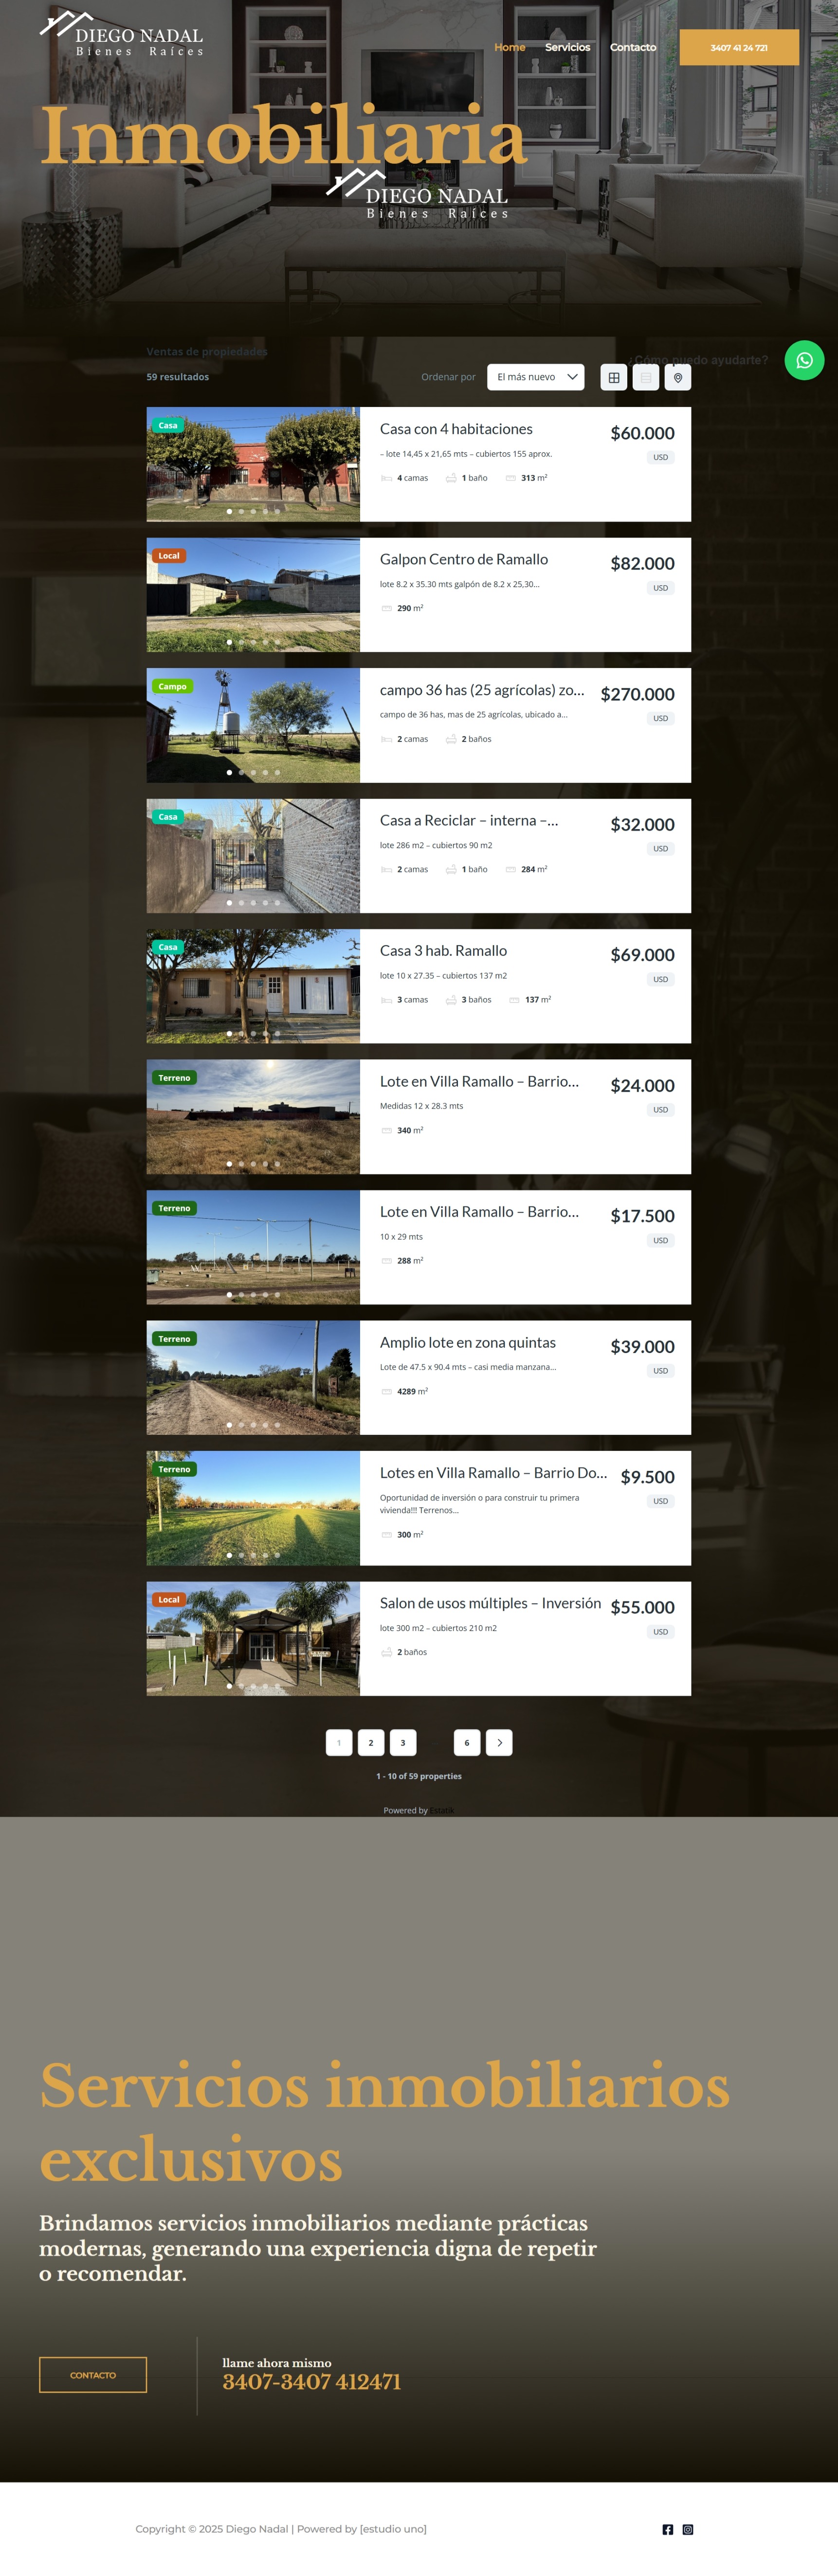 DIEGO NADAL
Bienes Raíces
Home
Servicios
Contacto
3407 41 24 721
Inmobiliaria
DIEGO NADAL
Bienes Raíces
Ventas de propiedades
¿Cómo puedo ayudarte?
59 resultados
Ordenar por
El más nuevo
Casa
Casa con 4 habitaciones
$60.000
– lote 14,45 x 21,65 mts – cubiertos 155 aprox.
USD
4 camas
1 baño
313 m²
Local
Galpon Centro de Ramallo
$82.000
lote 8.2 x 35.30 mts galpón de 8.2 x 25,30...
USD
290 m²
Campo
campo 36 has (25 agrícolas) zo...
$270.000
campo de 36 has, mas de 25 agrícolas, ubicado a...
USD
2 camas
2 baños
Casa
Casa a Reciclar – interna –...
$32.000
lote 286 m2 – cubiertos 90 m2
USD
2 camas
1 baño
284 m²
Casa
Casa 3 hab. Ramallo
$69.000
lote 10 x 27.35 – cubiertos 137 m2
USD
3 camas
3 baños
137 m²
Terreno
Lote en Villa Ramallo – Barrio...
$24.000
Medidas 12 x 28.3 mts
USD
340 m²
Terreno
Lote en Villa Ramallo – Barrio...
$17.500
10 x 29 mts
USD
288 m²
Terreno
Amplio lote en zona quintas
$39.000
Lote de 47.5 x 90.4 mts – casi media manzana...
USD
4289 m²
Terreno
Lotes en Villa Ramallo – Barrio Do...
$9.500
Oportunidad de inversión o para construir tu primera
vivienda!!! Terrenos...
USD
300 m²
Local
Salon de usos múltiples – Inversión
$55.000
lote 300 m2 – cubiertos 210 m2
USD
2 baños
1
2
3
6
1 - 10 of 59 properties
Powered by Estatik
Servicios inmobiliarios
exclusivos
Brindamos servicios inmobiliarios mediante prácticas
modernas, generando una experiencia digna de repetir
o recomendar.
CONTACTO
llame ahora mismo
3407-3407 412471
Copyright © 2025 Diego Nadal | Powered by [estudio uno]